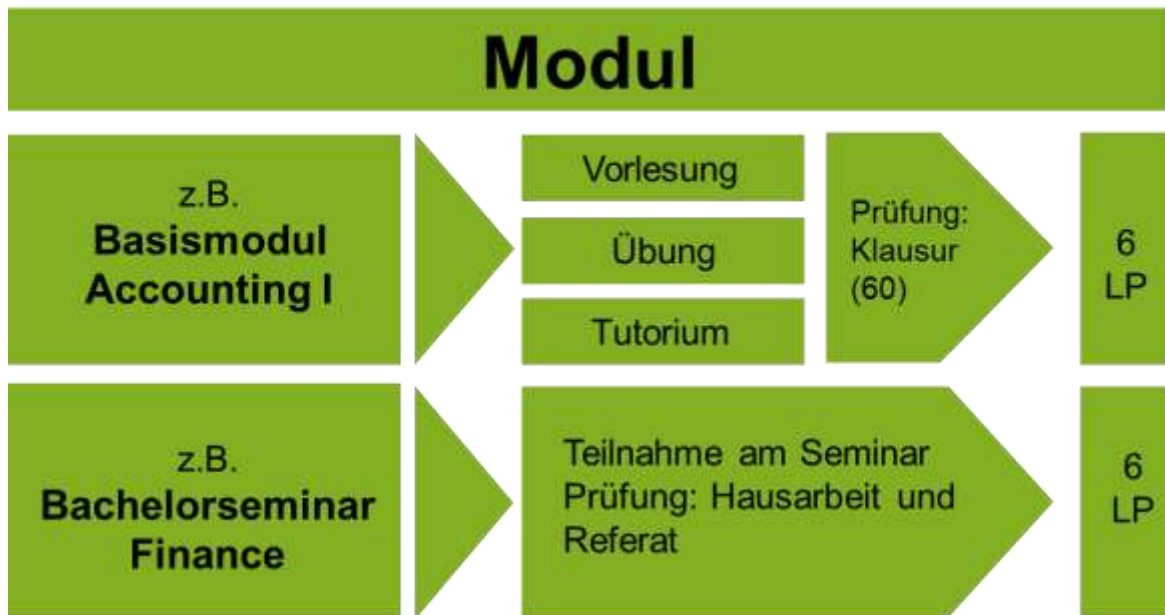 Modul
z.B.
Basismodul
Accounting I
Vorlesung
Übung
Tutorium
Prüfung:
Klausur
(60)
6
LP
z.B.
Bachelorseminar
Finance
Teilnahme am Seminar
Prüfung: Hausarbeit und
Referat
6
LP